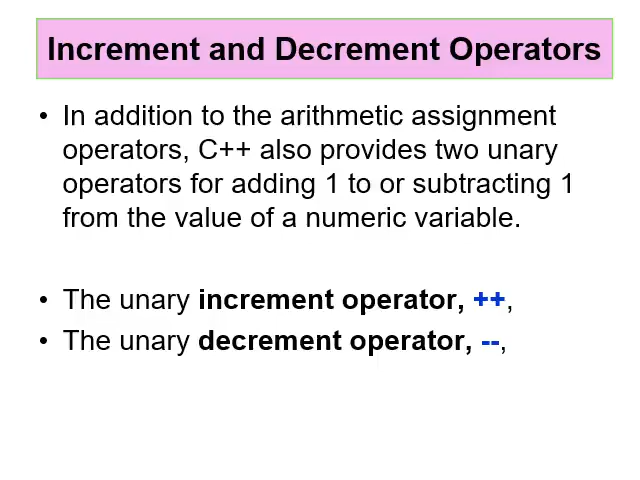 Increment and Decrement Operators
• In addition to the arithmetic assignment
operators, C++ also provides two unary
operators for adding 1 to or subtracting 1
from the value of a numeric variable.
• The unary increment operator, ++,
• The unary decrement operator, --,